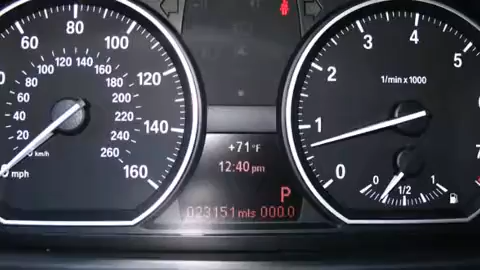 60 80 100 120 140 160
20 40 60 80 100 120 140 160 180 200 220 240 260
km/h
mph
0 1 2 3 4 5
1/min x 1000
0 1/2 1
+71°F
12:40 pm
P
023151 mls 000.0